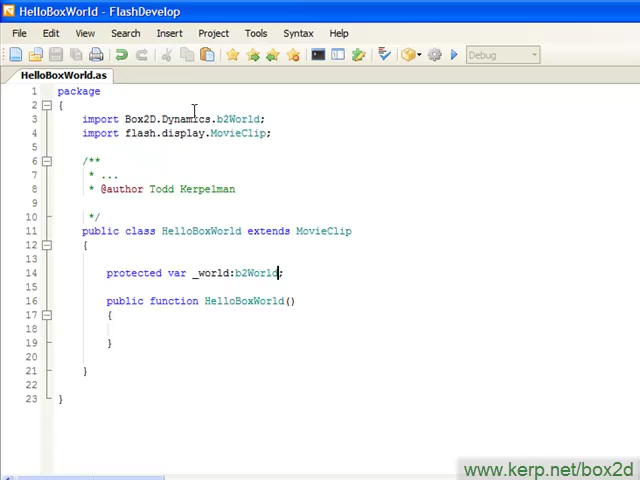 HelloBoxWorld - FlashDevelop
File Edit View Search Insert Project Tools Syntax Help
Debug
HelloBoxWorld.as
1 package
2 {
3 import Box2D.Dynamics.b2World;
4 import flash.display.MovieClip;
5
6 /**
7 * ...
8 * @author Todd Kerpelman
9
10 */
11 public class HelloBoxWorld extends MovieClip
12 {
13
14 protected var _world:b2World;
15
16 public function HelloBoxWorld()
17 {
18
19 }
20
21 }
22
23 }
www.kerp.net/box2d